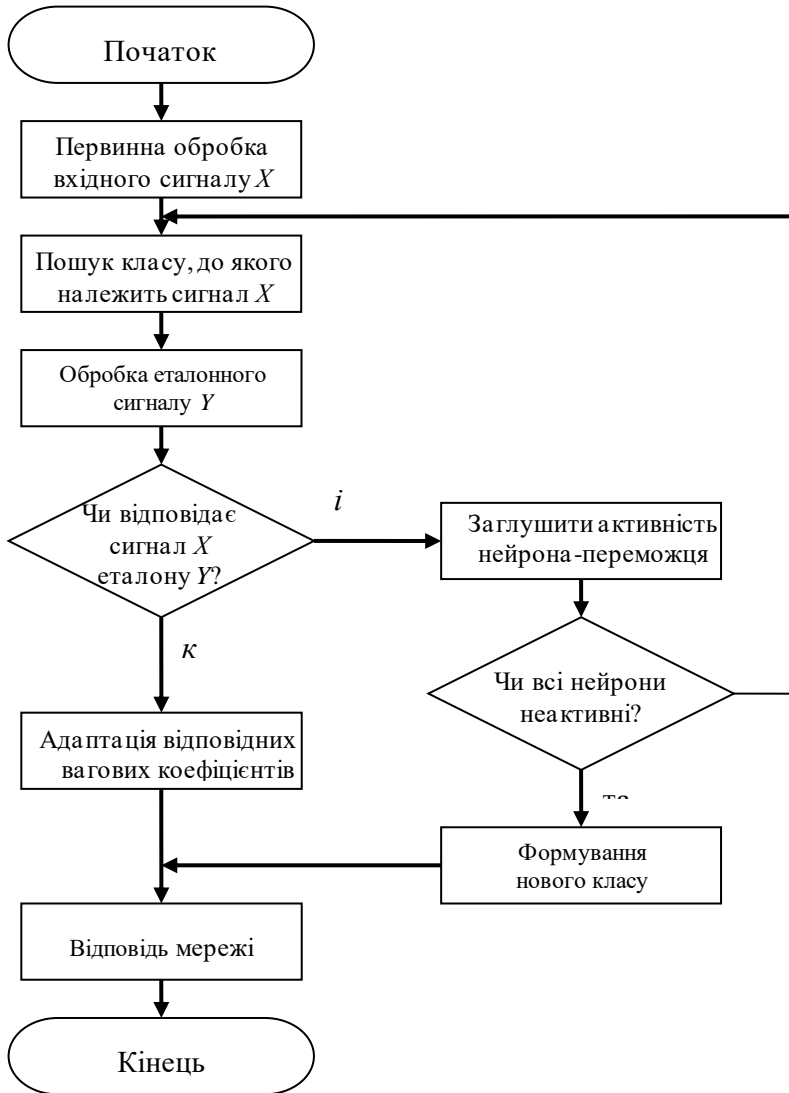 Початок
Первинна обробка
вхідного сигналу X
Пошук класу, до якого
належить сигнал X
Обробка еталонного
сигналу Y
Чи відповідає
сигнал X
еталону Y?
і
Заглушити активність
нейрона-переможця
к
Чи всі нейрони
неактивні?
Адаптація відповідних
вагових коефіцієнтів
Формування
нового класу
Відповідь мережі
Кінець